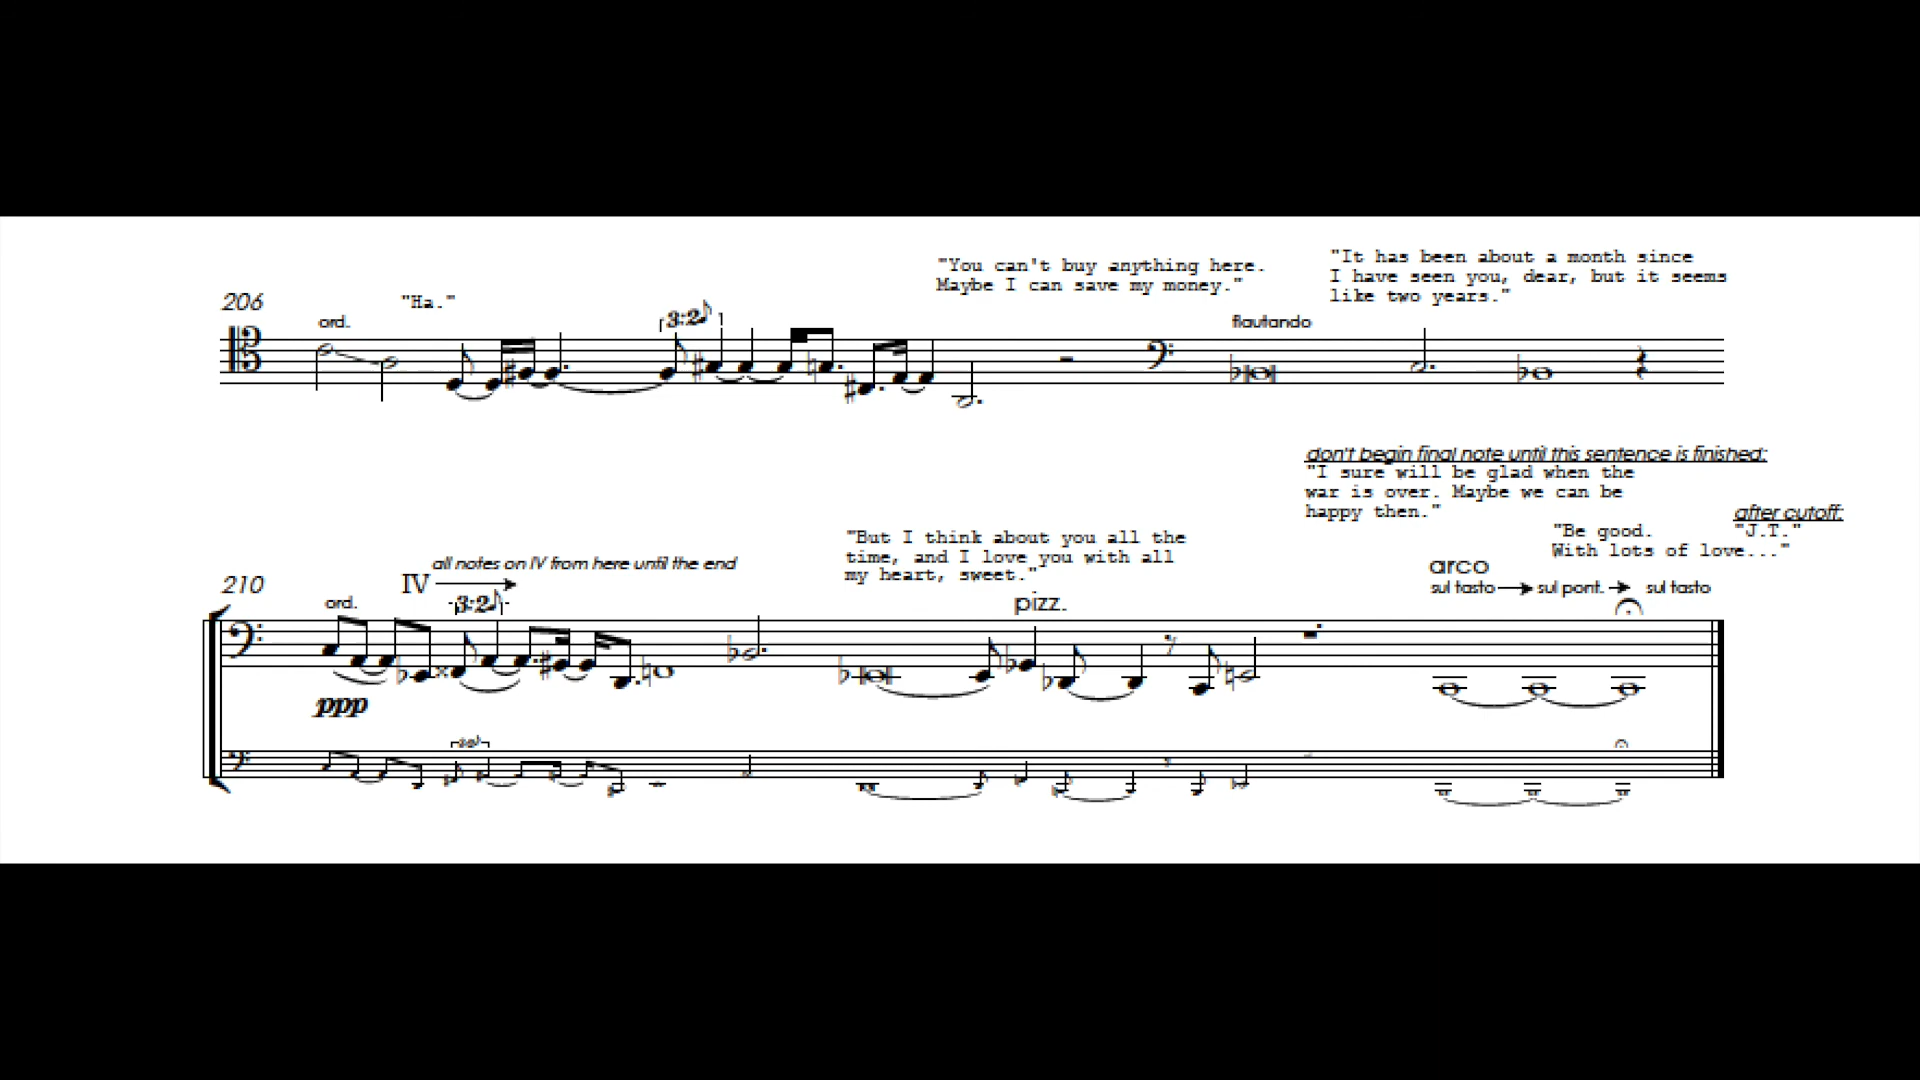 "You can't buy anything here.
Maybe I can save my money."
"It has been about a month since
I have seen you, dear, but it seems
like two years."
206
"Ha."
ord.
3:2
flautando
don't begin final note until this sentence is finished:
"I sure will be glad when the
war is over. Maybe we can be
happy then."
after cutoff:
"Be good.
With lots of love..."
"J.T."
"But I think about you all the
time, and I love you with all
my heart, sweet."
all notes on IV from here until the end
210
IV
arco
sul tasto sul pont. sul tasto
ord.
3:2
pizz.
ppp